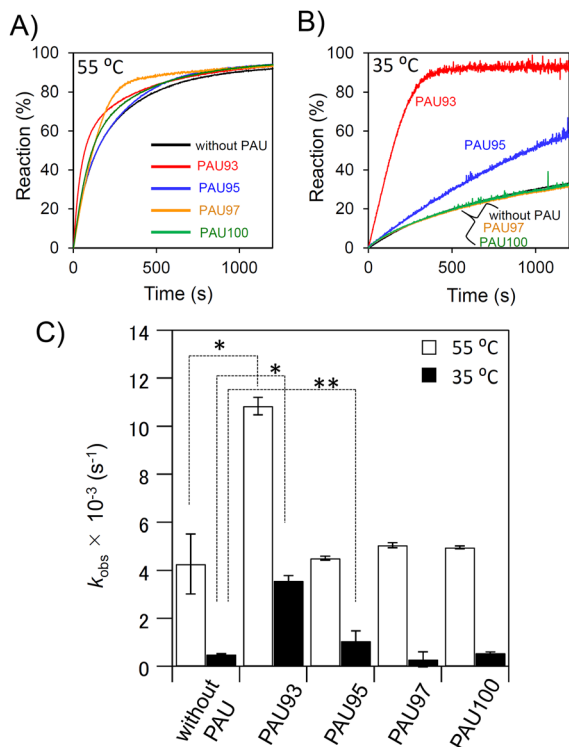 A)
55 °C
Reaction (%)
100
80
60
40
20
0
without PAU
PAU93
PAU95
PAU97
PAU100
0
500
1000
Time (s)
B)
35 °C
Reaction (%)
100
80
60
40
20
0
PAU93
PAU95
without PAU
PAU97
PAU100
0
500
1000
Time (s)
C)
kobs × 10-3 (s-1)
14
12
10
8
6
4
2
0
*
*
**
55 °C
35 °C
without
PAU
PAU93
PAU95
PAU97
PAU100